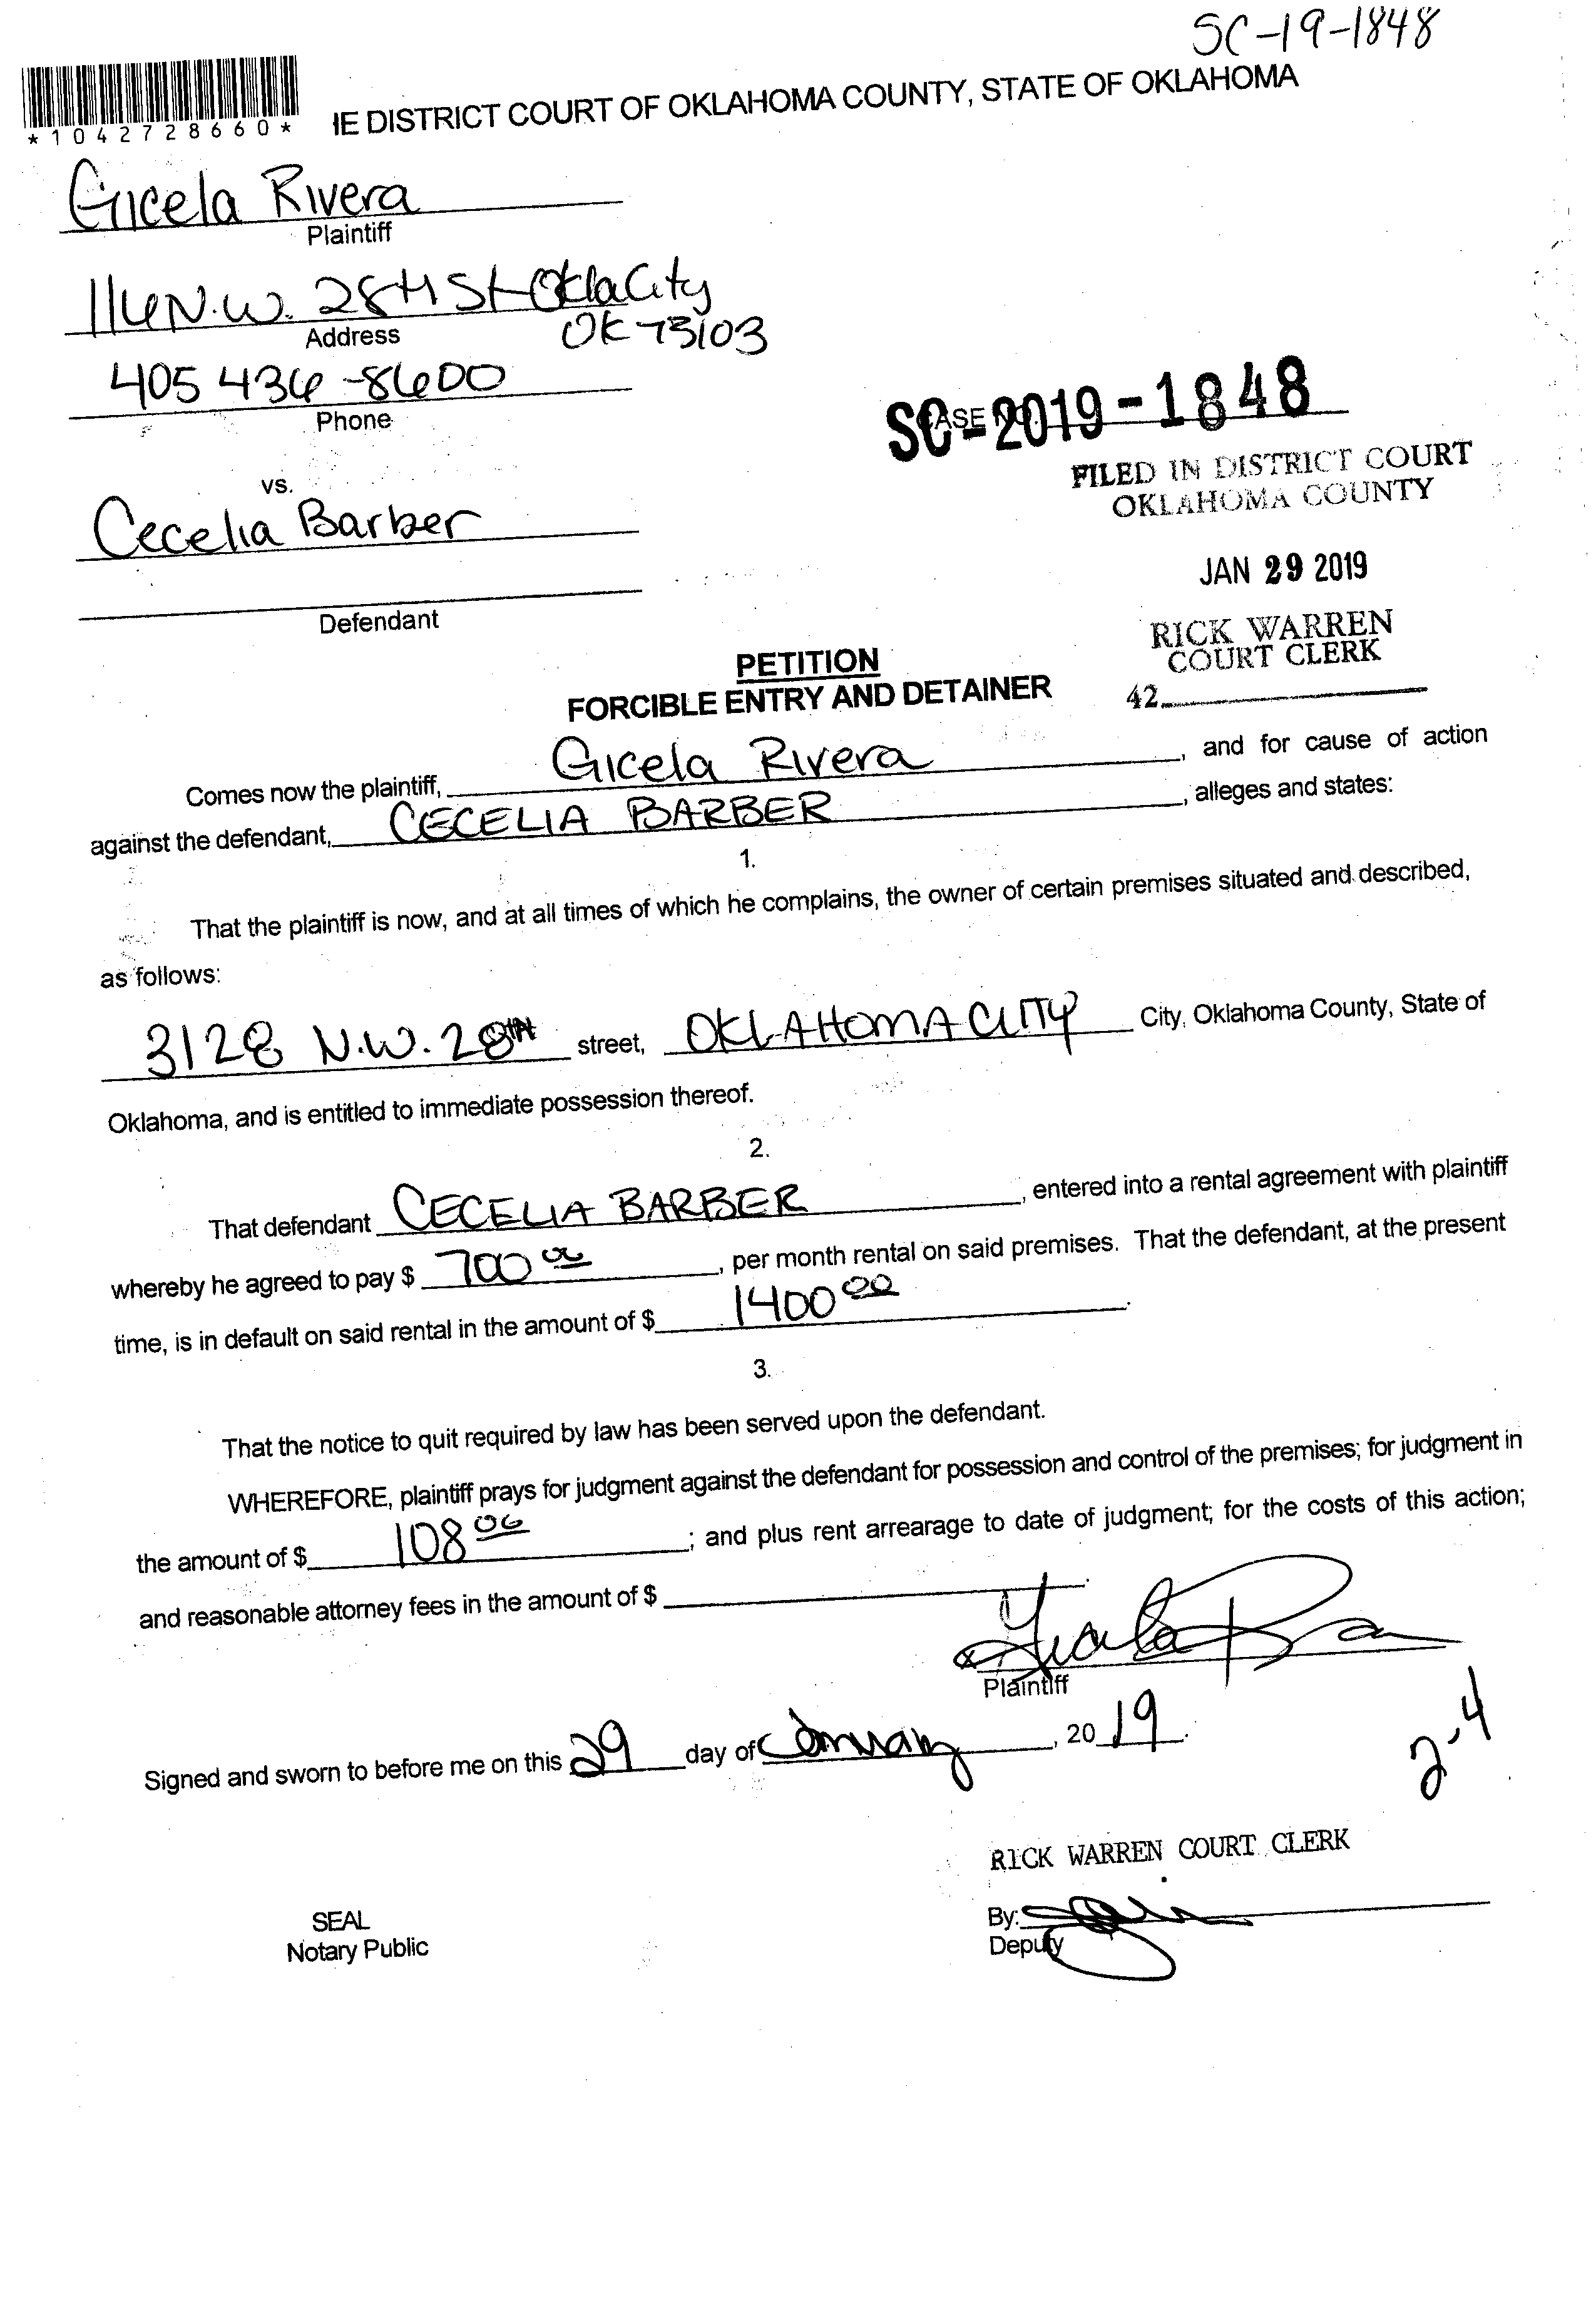 SC-19-1848
*1042728660*
HE DISTRICT COURT OF OKLAHOMA COUNTY, STATE OF OKLAHOMA
Gicela Rivera
Plaintiff
116 N.W. 28th St Okla City
Address
OK 73103
405 436-8600
Phone
SC-2019-1848
FILED IN DISTRICT COURT
OKLAHOMA COUNTY
vs.
Cecelia Barber
JAN 29 2019
Defendant
RICK WARREN
COURT CLERK
42
PETITION
FORCIBLE ENTRY AND DETAINER
Comes now the plaintiff, Gicela Rivera, and for cause of action
against the defendant, CECELIA BARBER, alleges and states:
1.
That the plaintiff is now, and at all times of which he complains, the owner of certain premises situated and described,
as follows:
3128 N.W. 28th street, OKLAHOMA CITY City, Oklahoma County, State of
Oklahoma, and is entitled to immediate possession thereof.
2.
That defendant CECELIA BARBER, entered into a rental agreement with plaintiff
whereby he agreed to pay $ 700 00, per month rental on said premises. That the defendant, at the present
time, is in default on said rental in the amount of $ 1400 00.
3.
That the notice to quit required by law has been served upon the defendant.
WHEREFORE, plaintiff prays for judgment against the defendant for possession and control of the premises; for judgment in
the amount of $ 108 00; and plus rent arrearage to date of judgment; for the costs of this action;
and reasonable attorney fees in the amount of $ .
Plaintiff
Signed and sworn to before me on this 29 day of January, 20 19.
2-4
RICK WARREN COURT CLERK
SEAL
Notary Public
By:
Deputy